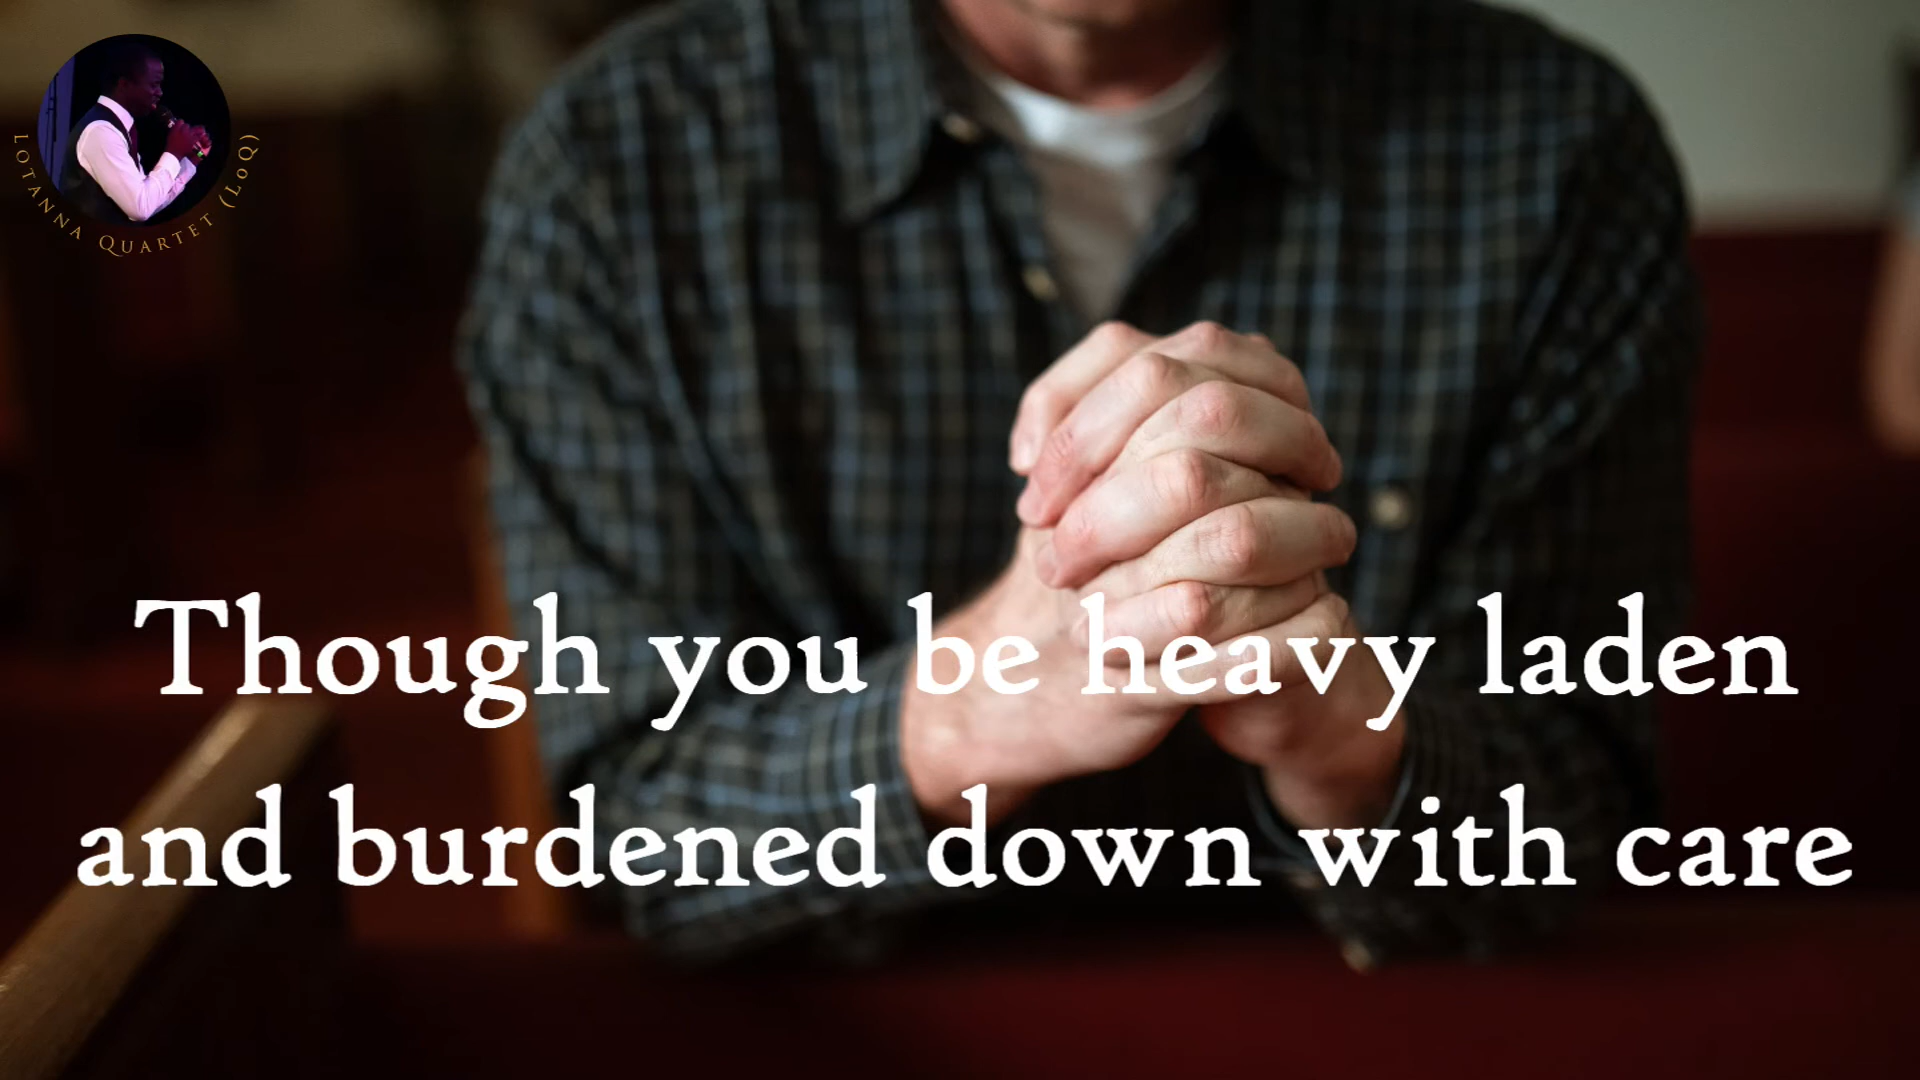 LOTANNA QUARTET (LOQ)
Though you be heavy laden
and burdened down with care